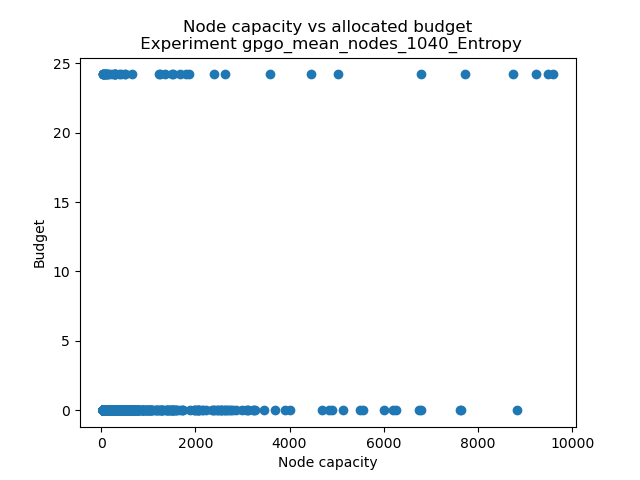 Node capacity vs allocated budget
Experiment gpgo_mean_nodes_1040_Entropy
25
20
15
10
5
0
Budget
0 2000 4000 6000 8000 10000
Node capacity